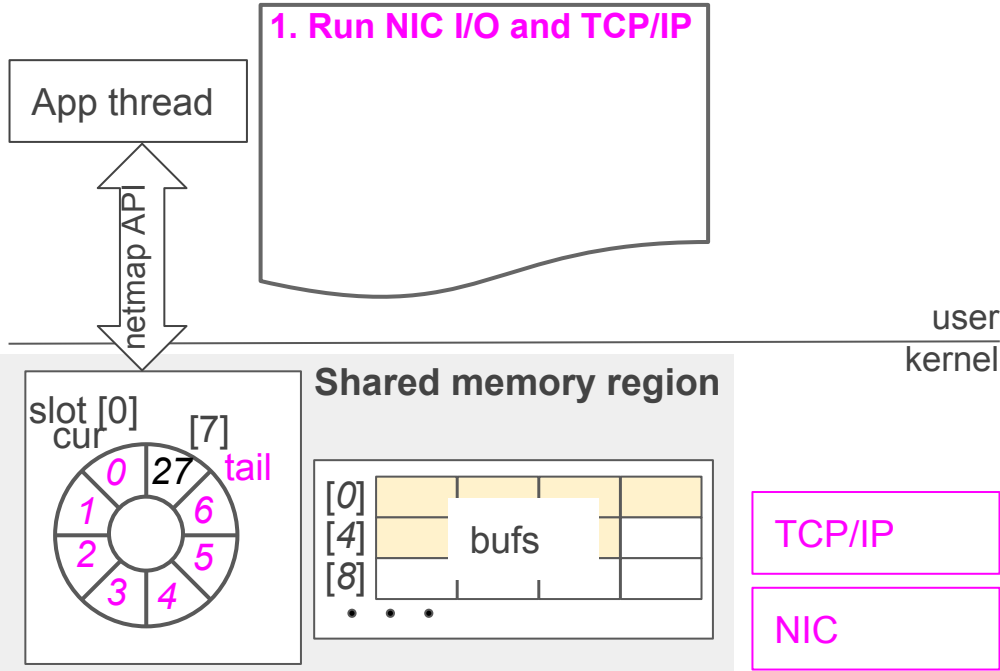 1. Run NIC I/O and TCP/IP
App thread
netmap API
user
kernel
Shared memory region
slot [0]
cur
[7]
tail
0
27
1
6
2
5
3
4
[0]
[4]
bufs
[8]
• • •
TCP/IP
NIC